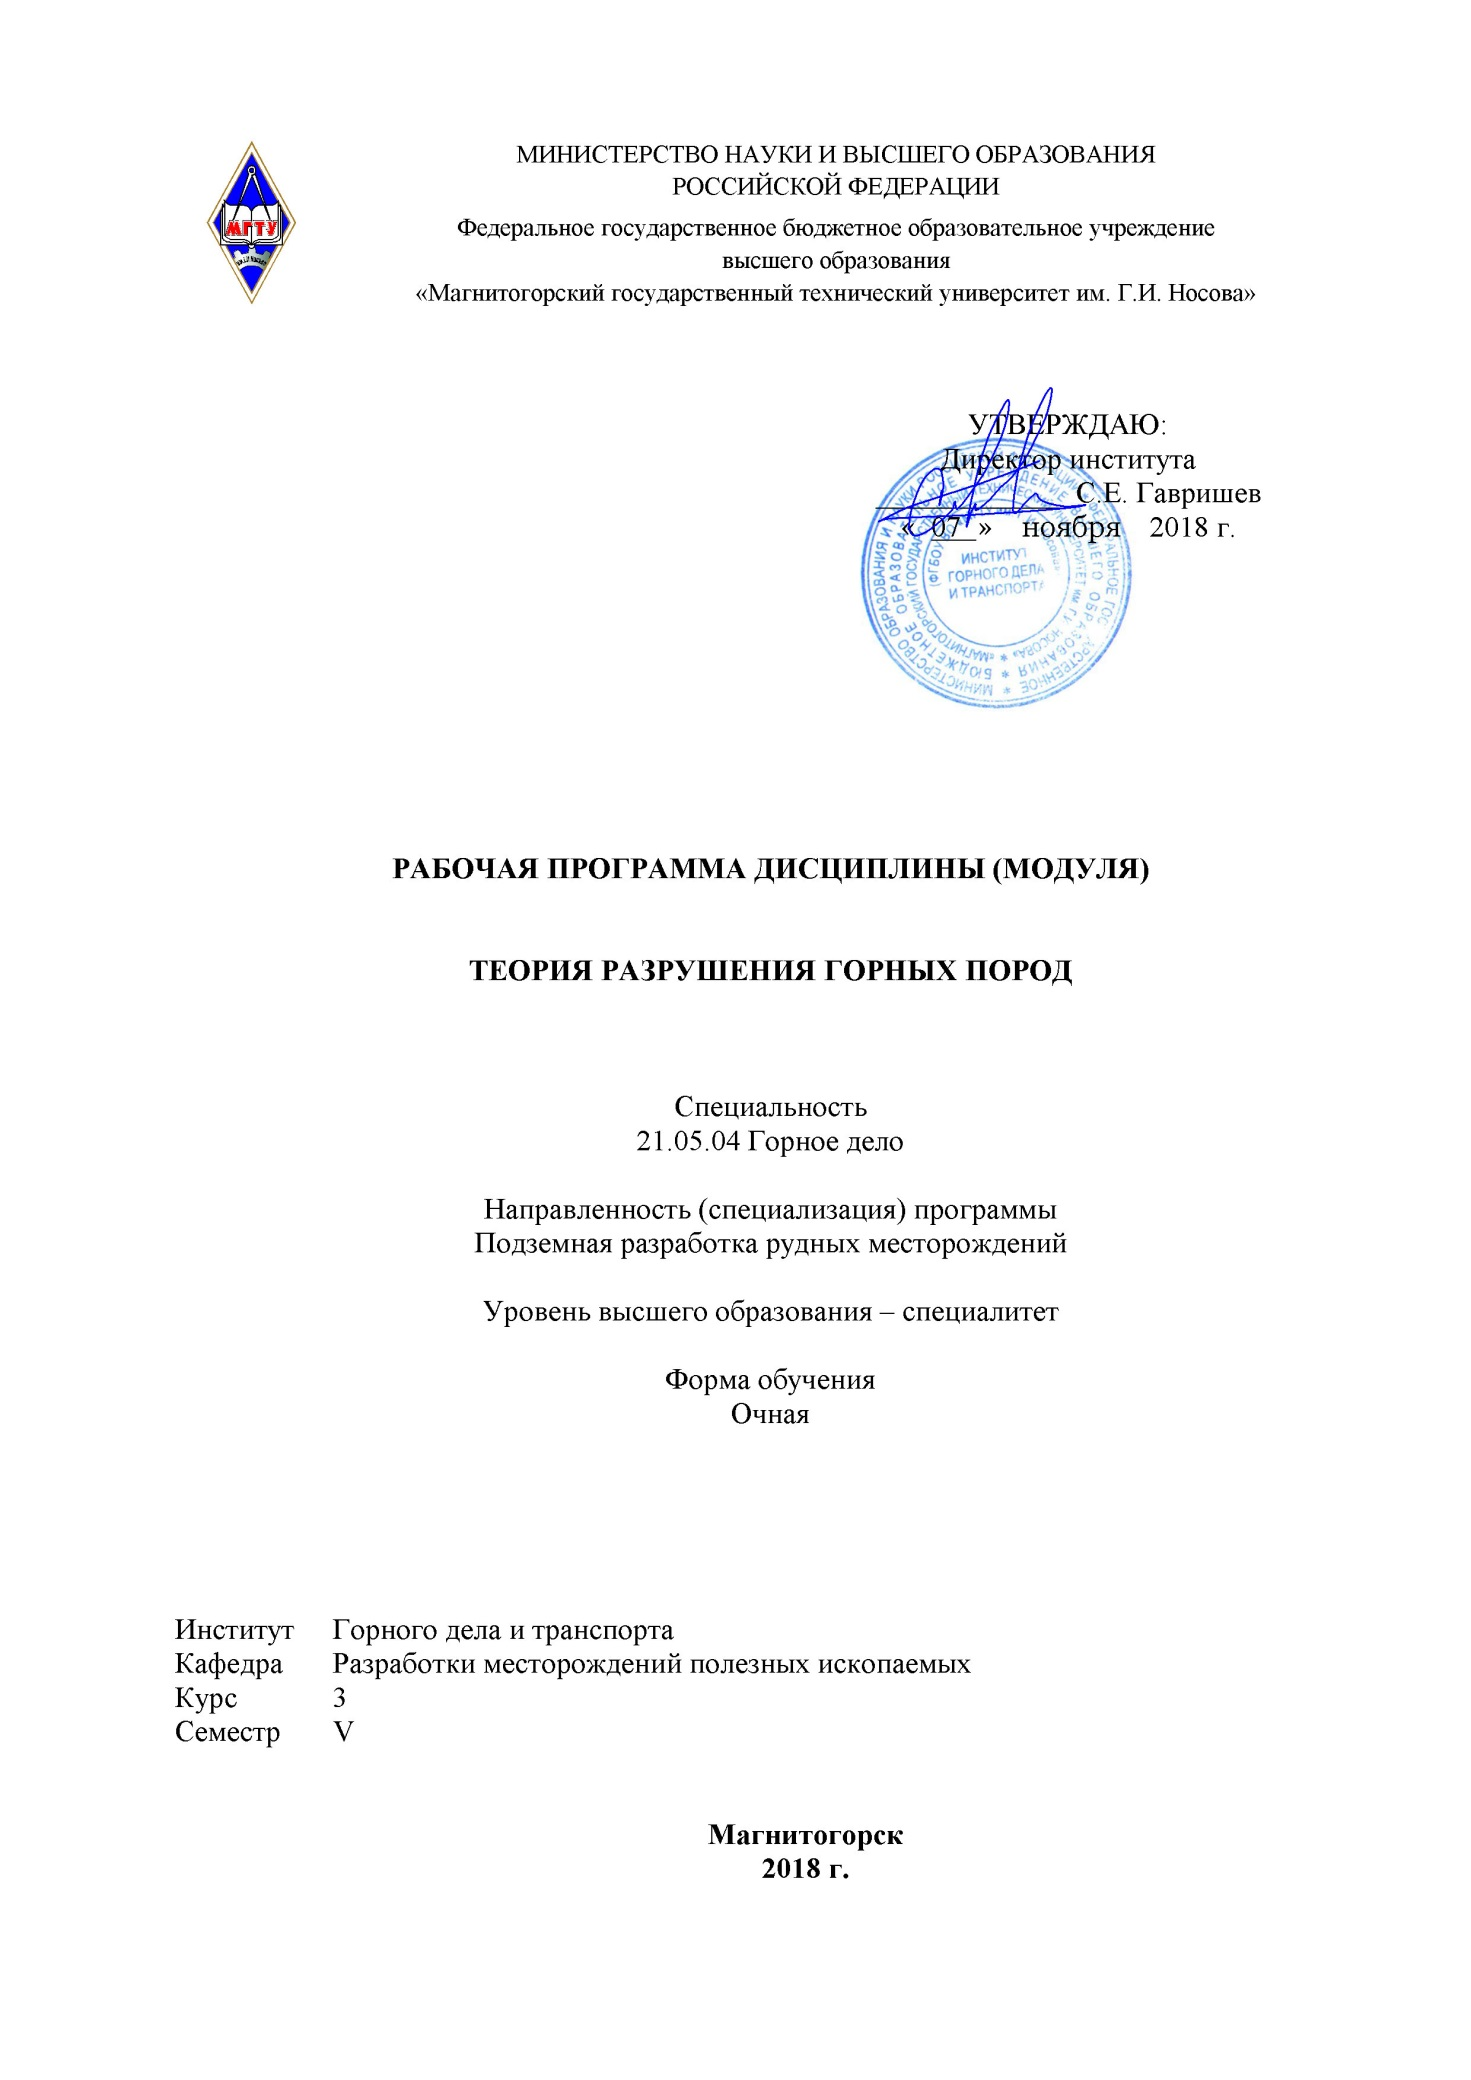 МИНИСТЕРСТВО НАУКИ И ВЫСШЕГО ОБРАЗОВАНИЯ
РОССИЙСКОЙ ФЕДЕРАЦИИ
Федеральное государственное бюджетное образовательное учреждение
высшего образования
«Магнитогорский государственный технический университет им. Г.И. Носова»
МГТУ
УТВЕРЖДАЮ:
Директор института
С.Е. Гавришев
« 07 » ноября 2018 г.
ИНСТИТУТ
ГОРНОГО ДЕЛА
И ТРАНСПОРТА
РАБОЧАЯ ПРОГРАММА ДИСЦИПЛИНЫ (МОДУЛЯ)
ТЕОРИЯ РАЗРУШЕНИЯ ГОРНЫХ ПОРОД
Специальность
21.05.04 Горное дело
Направленность (специализация) программы
Подземная разработка рудных месторождений
Уровень высшего образования – специалитет
Форма обучения
Очная
Институт Горного дела и транспорта
Кафедра Разработки месторождений полезных ископаемых
Курс 3
Семестр V
Магнитогорск
2018 г.